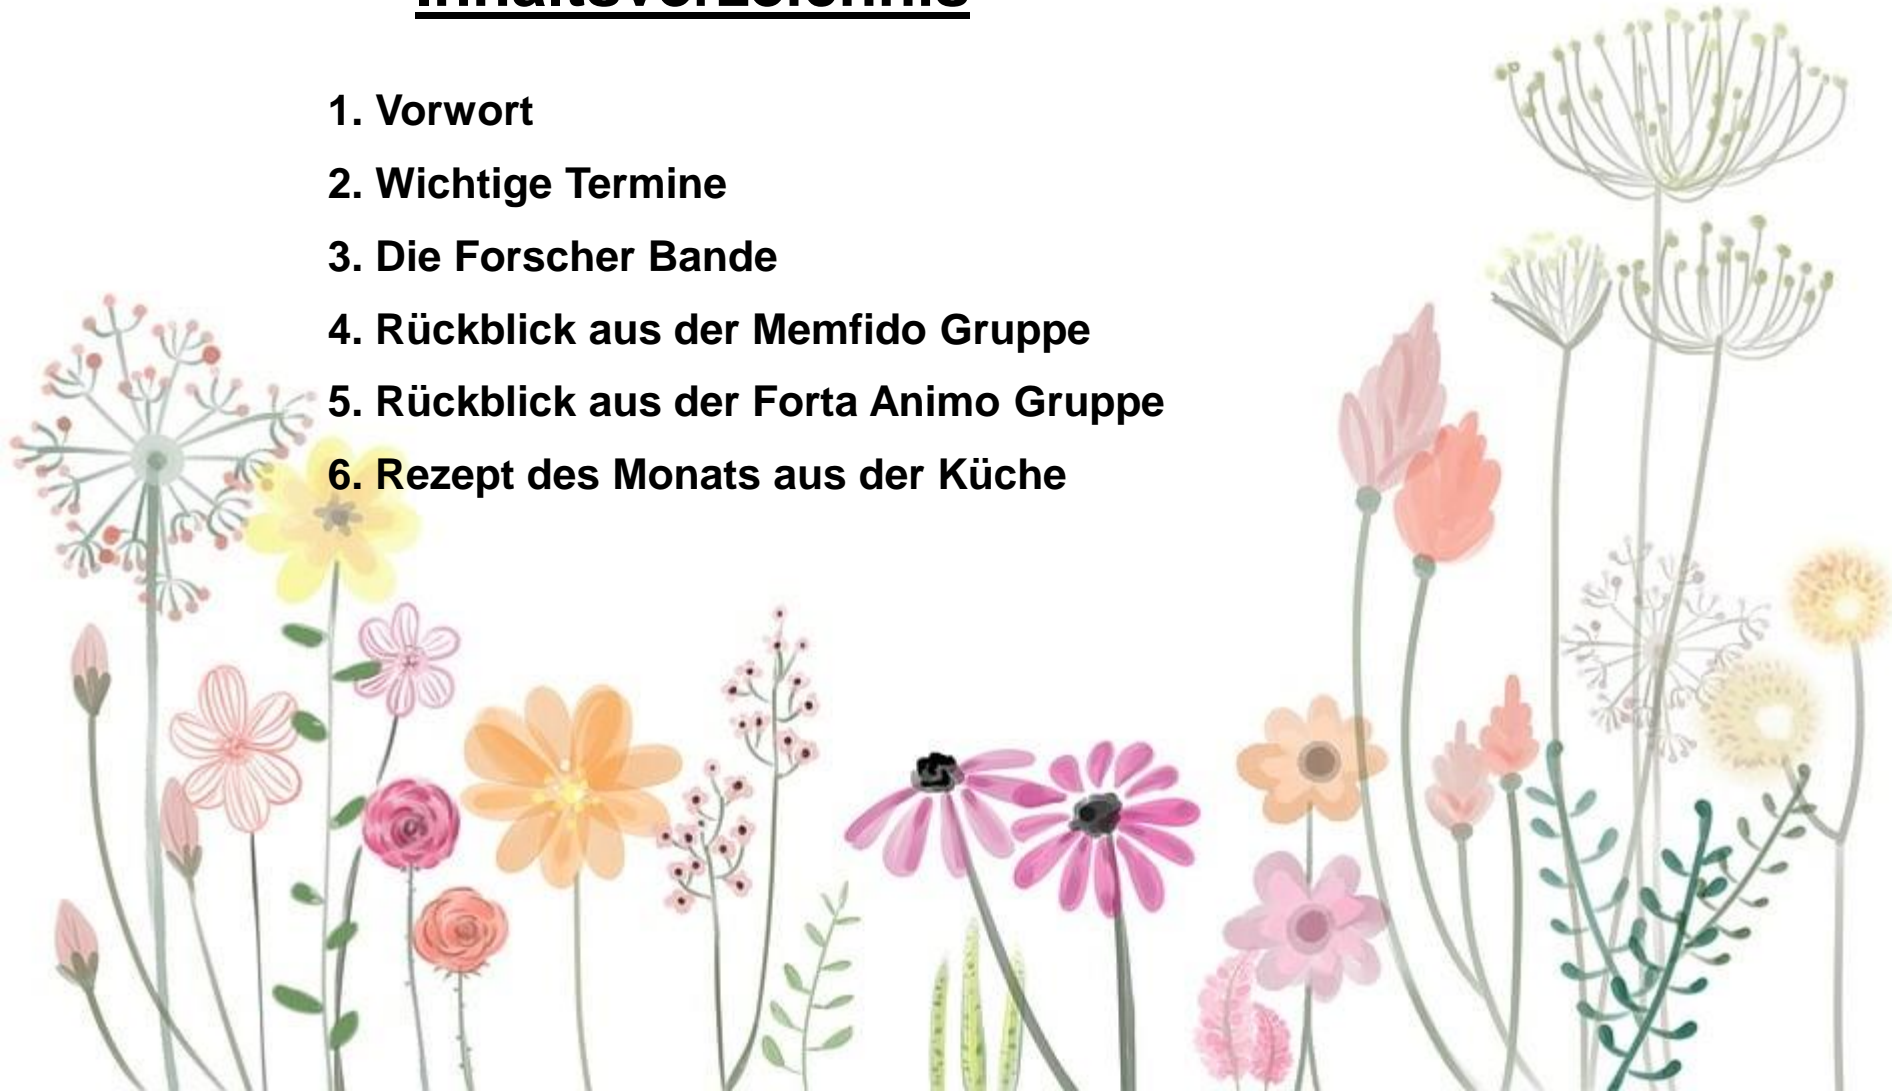 Inhaltsverzeichnis
1. Vorwort
2. Wichtige Termine
3. Die Forscher Bande
4. Rückblick aus der Memfido Gruppe
5. Rückblick aus der Forta Animo Gruppe
6. Rezept des Monats aus der Küche